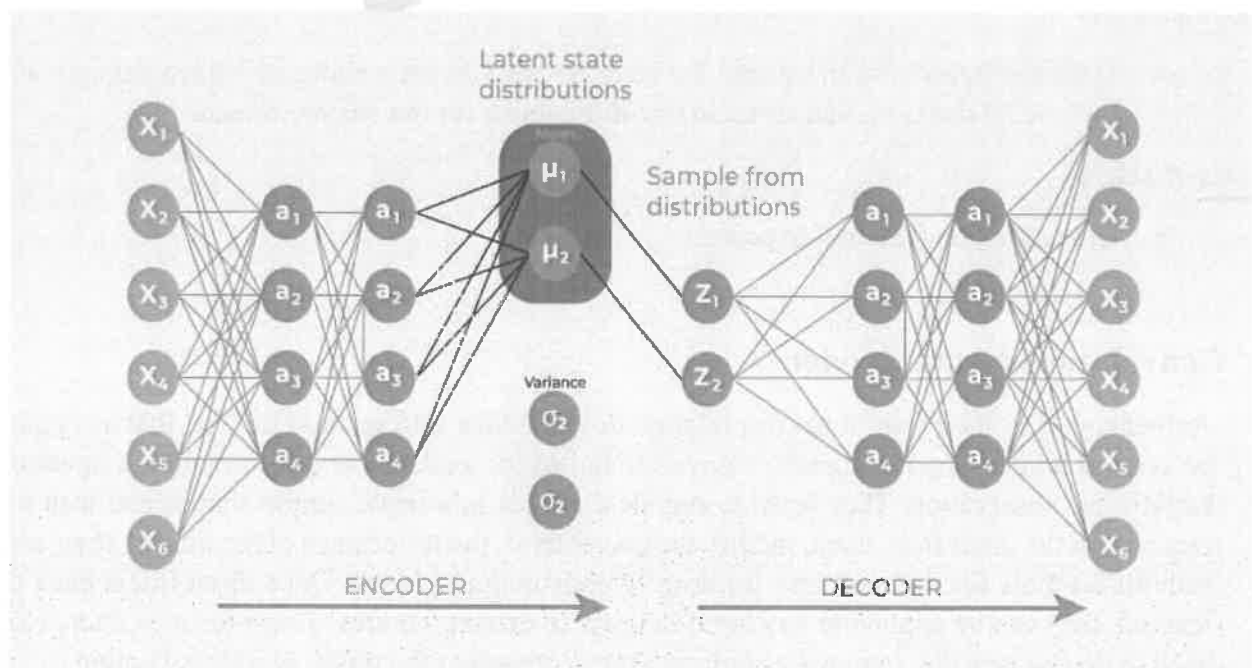 Latent state
distributions
X₁
X₂
X₃
X₄
X₅
X₆
a₁
a₂
a₃
a₄
a₁
a₂
a₃
a₄
μ₁
μ₂
Variance
σ₂
σ₂
Sample from
distributions
Z₁
Z₂
a₁
a₂
a₃
a₄
a₁
a₂
a₃
a₄
X₁
X₂
X₃
X₄
X₅
ENCODER
DECODER